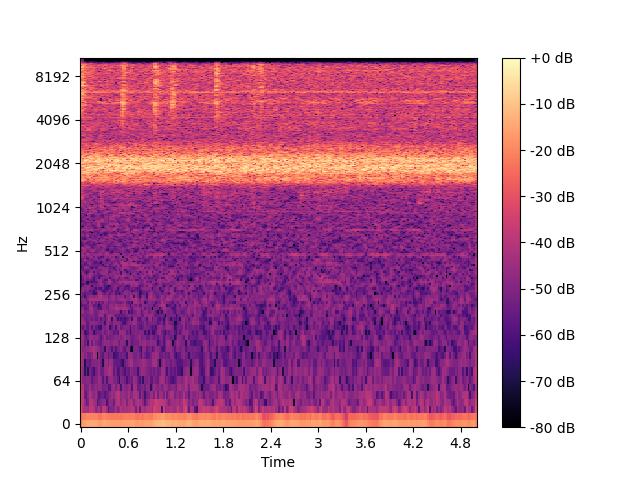 8192
4096
2048
1024
512
256
128
64
0
Hz
0 0.6 1.2 1.8 2.4 3 3.6 4.2 4.8
Time
+0 dB
-10 dB
-20 dB
-30 dB
-40 dB
-50 dB
-60 dB
-70 dB
-80 dB